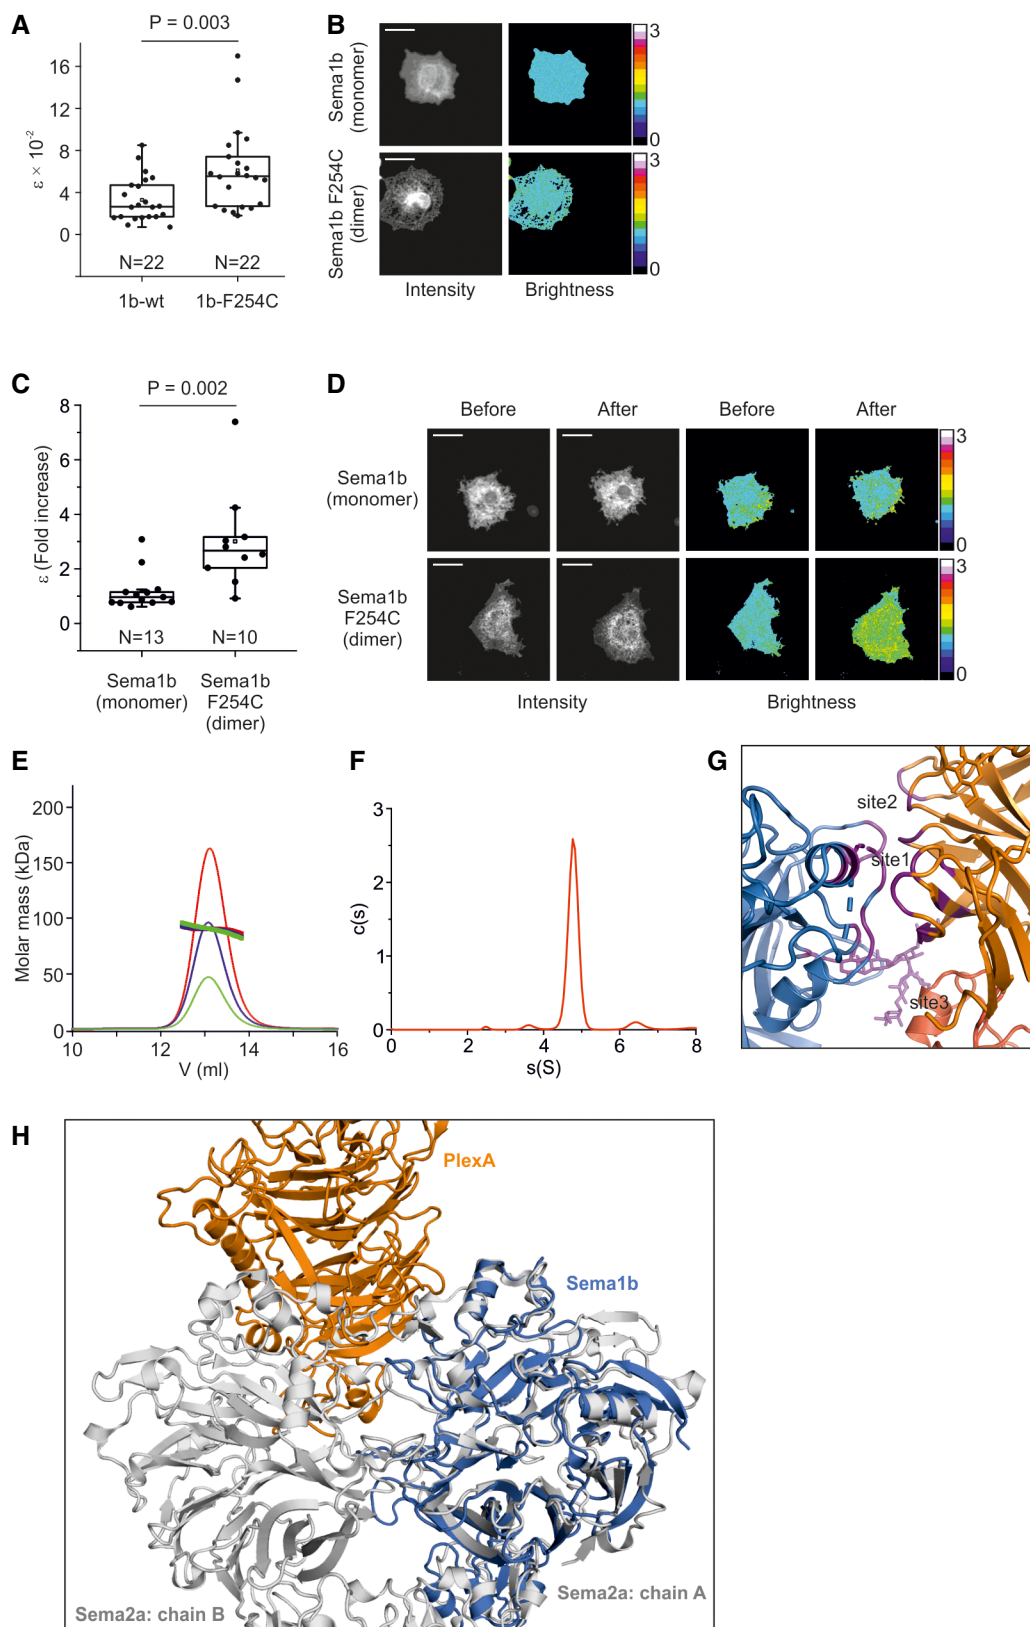 A
P = 0.003
16
12
8
4
0
ε × 10⁻²
N=22
N=22
1b-wt
1b-F254C
B
Sema1b
(monomer)
Sema1b F254C
(dimer)
3
0
3
0
Intensity
Brightness
C
P = 0.002
8
6
4
2
0
ε (Fold increase)
N=13
N=10
Sema1b
(monomer)
Sema1b
F254C
(dimer)
D
Before
After
Before
After
Sema1b
(monomer)
Sema1b
F254C
(dimer)
3
0
3
0
Intensity
Brightness
E
200
150
100
50
0
Molar mass (kDa)
10
12
14
16
V (ml)
F
3
2
1
0
c(s)
0
2
4
6
8
s(S)
G
site2
site1
site3
H
PlexA
Sema1b
Sema2a: chain B
Sema2a: chain A